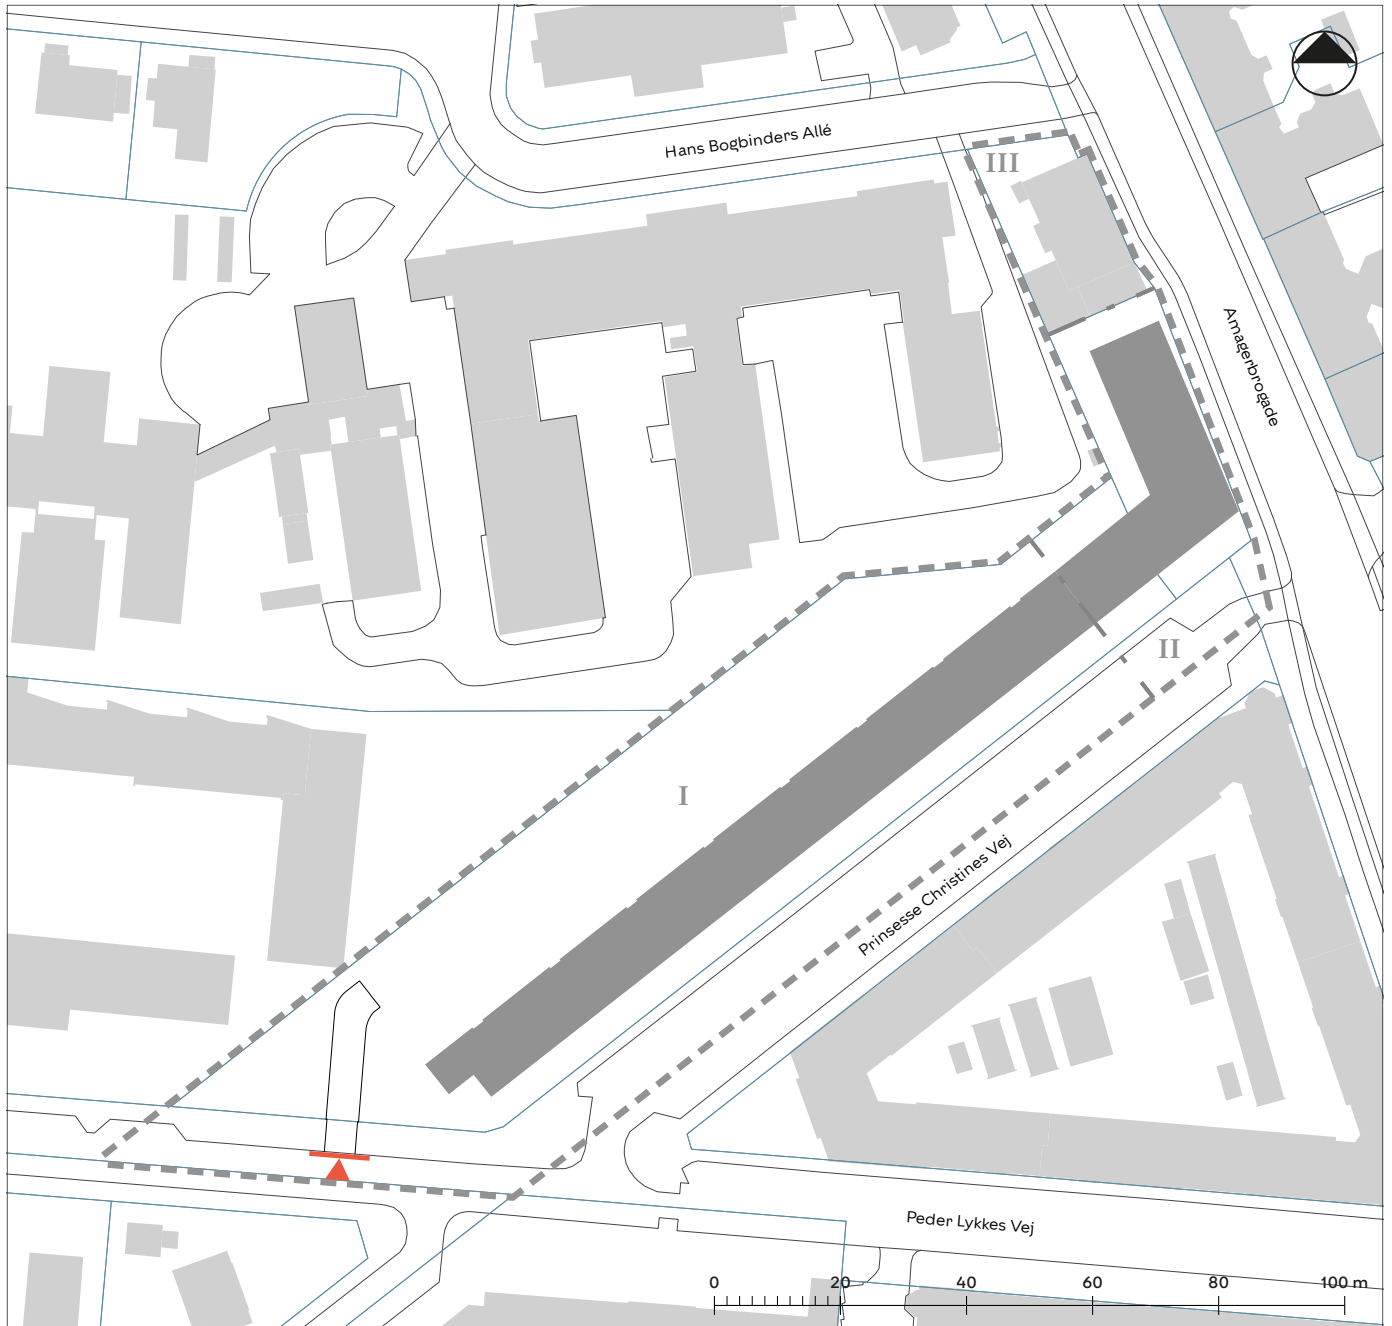 Hans Bogbinders Allé
III
Amagerbrogade
II
I
Prinsesse Christines Vej
Peder Lykkes Vej
0 20 40 60 80 100 m